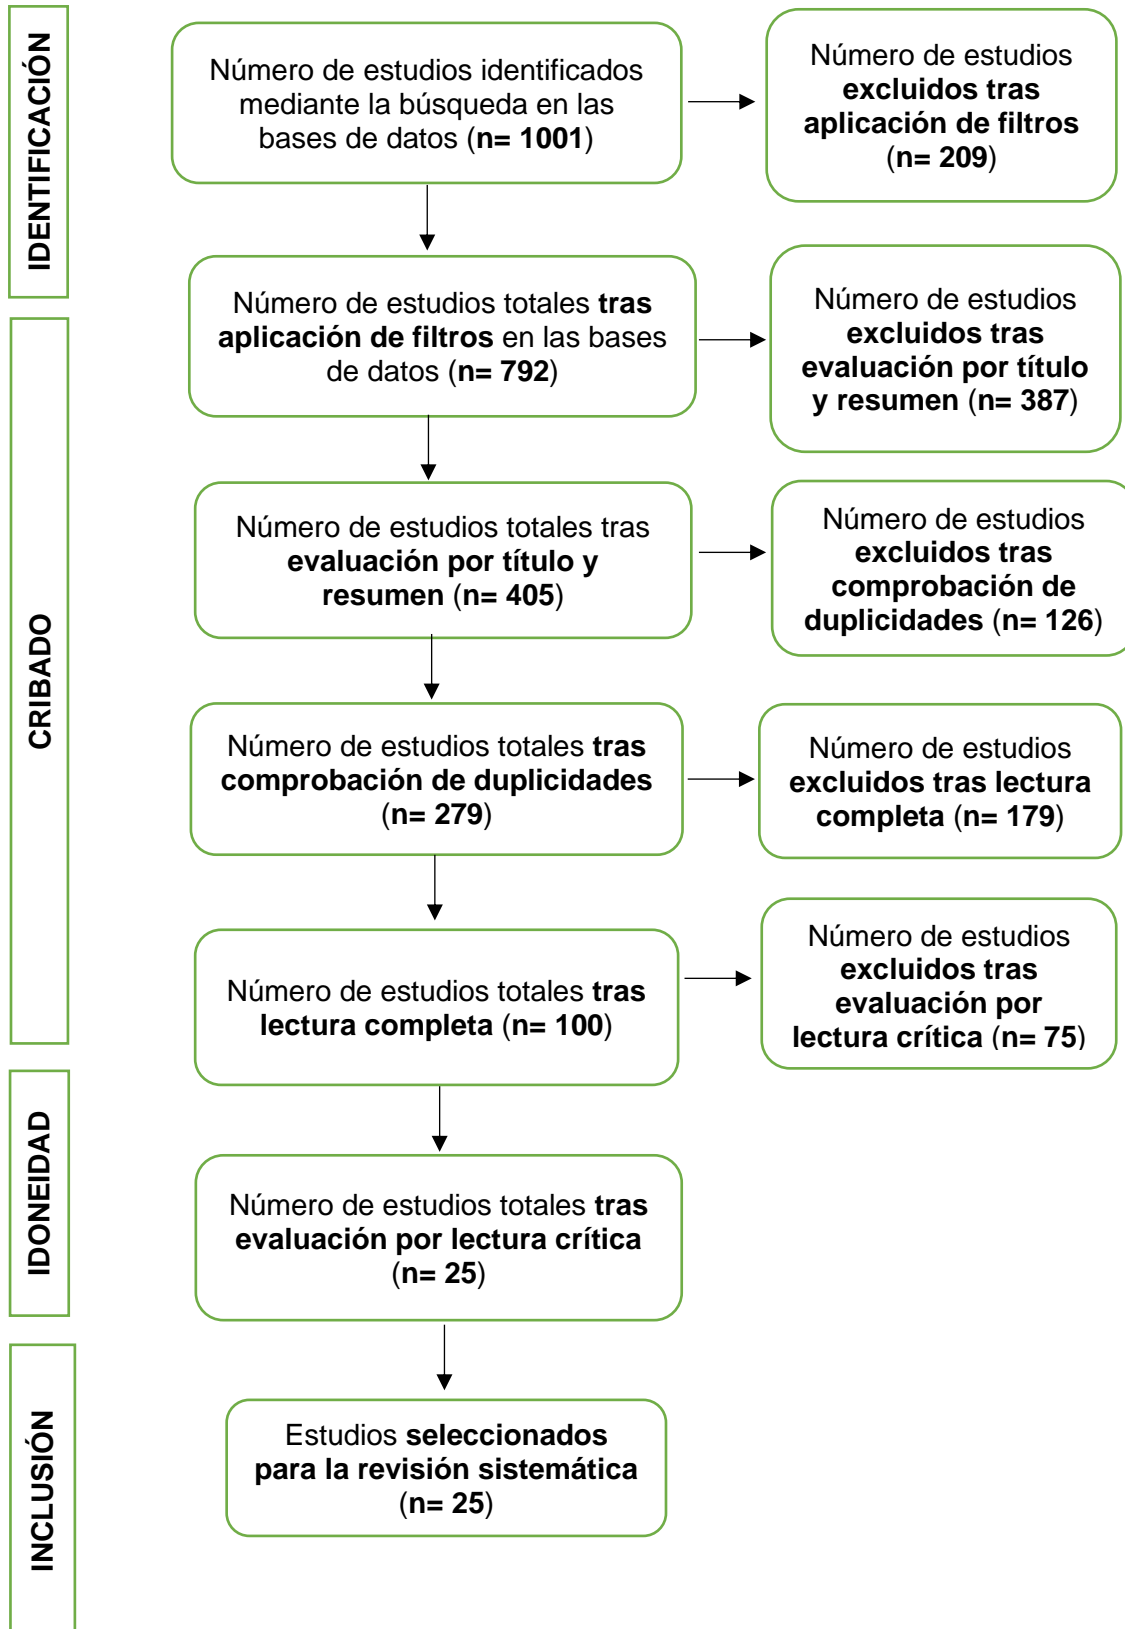 IDENTIFICACIÓN
Número de estudios identificados
mediante la búsqueda en las
bases de datos (n= 1001)
Número de estudios
excluidos tras
aplicación de filtros
(n= 209)
CRIBADO
Número de estudios totales tras
aplicación de filtros en las bases
de datos (n= 792)
Número de estudios
excluidos tras
evaluación por título
y resumen (n= 387)
Número de estudios totales tras
evaluación por título y
resumen (n= 405)
Número de estudios
excluidos tras
comprobación de
duplicidades (n= 126)
Número de estudios totales tras
comprobación de duplicidades
(n= 279)
Número de estudios
excluidos tras lectura
completa (n= 179)
Número de estudios totales tras
lectura completa (n= 100)
Número de estudios
excluidos tras
evaluación por
lectura crítica (n= 75)
IDONEIDAD
Número de estudios totales tras
evaluación por lectura crítica
(n= 25)
INCLUSIÓN
Estudios seleccionados
para la revisión sistemática
(n= 25)